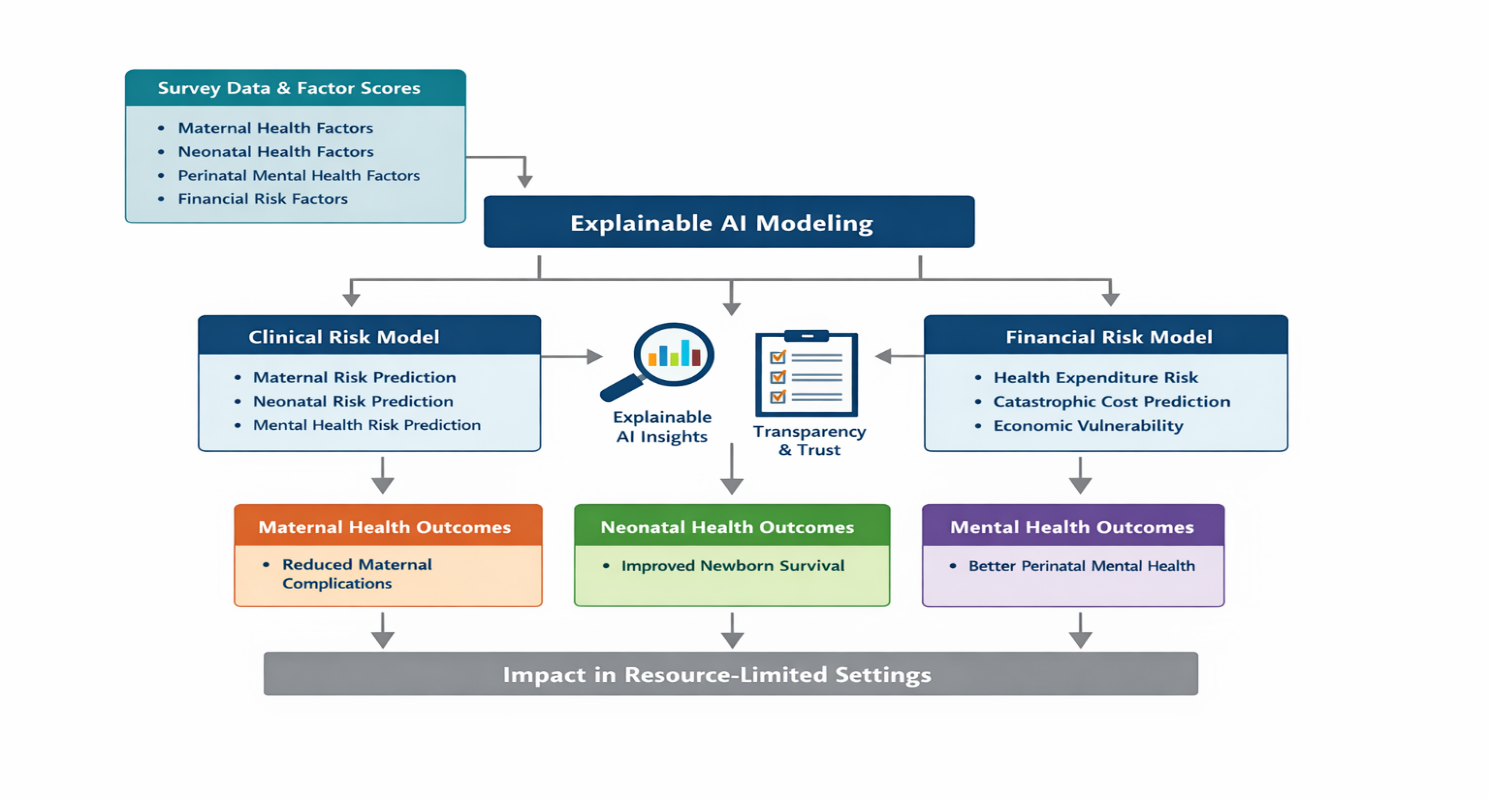 Survey Data & Factor Scores
• Maternal Health Factors
• Neonatal Health Factors
• Perinatal Mental Health Factors
• Financial Risk Factors
Explainable AI Modeling
Clinical Risk Model
• Maternal Risk Prediction
• Neonatal Risk Prediction
• Mental Health Risk Prediction
Explainable
AI Insights
Transparency
& Trust
Financial Risk Model
• Health Expenditure Risk
• Catastrophic Cost Prediction
• Economic Vulnerability
Maternal Health Outcomes
• Reduced Maternal
Complications
Neonatal Health Outcomes
• Improved Newborn Survival
Mental Health Outcomes
• Better Perinatal Mental Health
Impact in Resource-Limited Settings